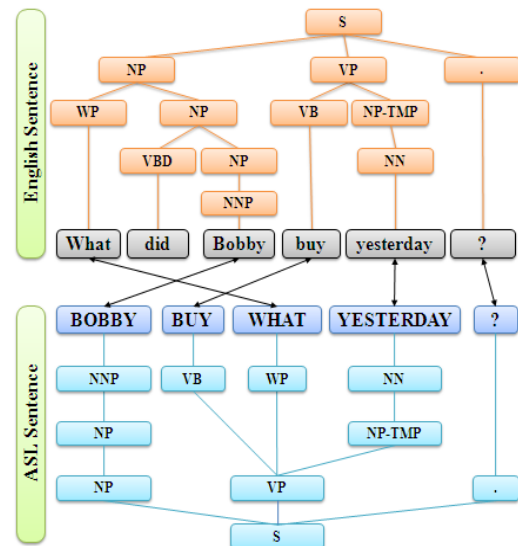 English Sentence
S
NP VP .
WP NP VB NP-TMP
VBD NP NN
NNP
What did Bobby buy yesterday ?
ASL Sentence
BOBBY BUY WHAT YESTERDAY ?
NNP VB WP NN
NP NP-TMP
NP VP .
S